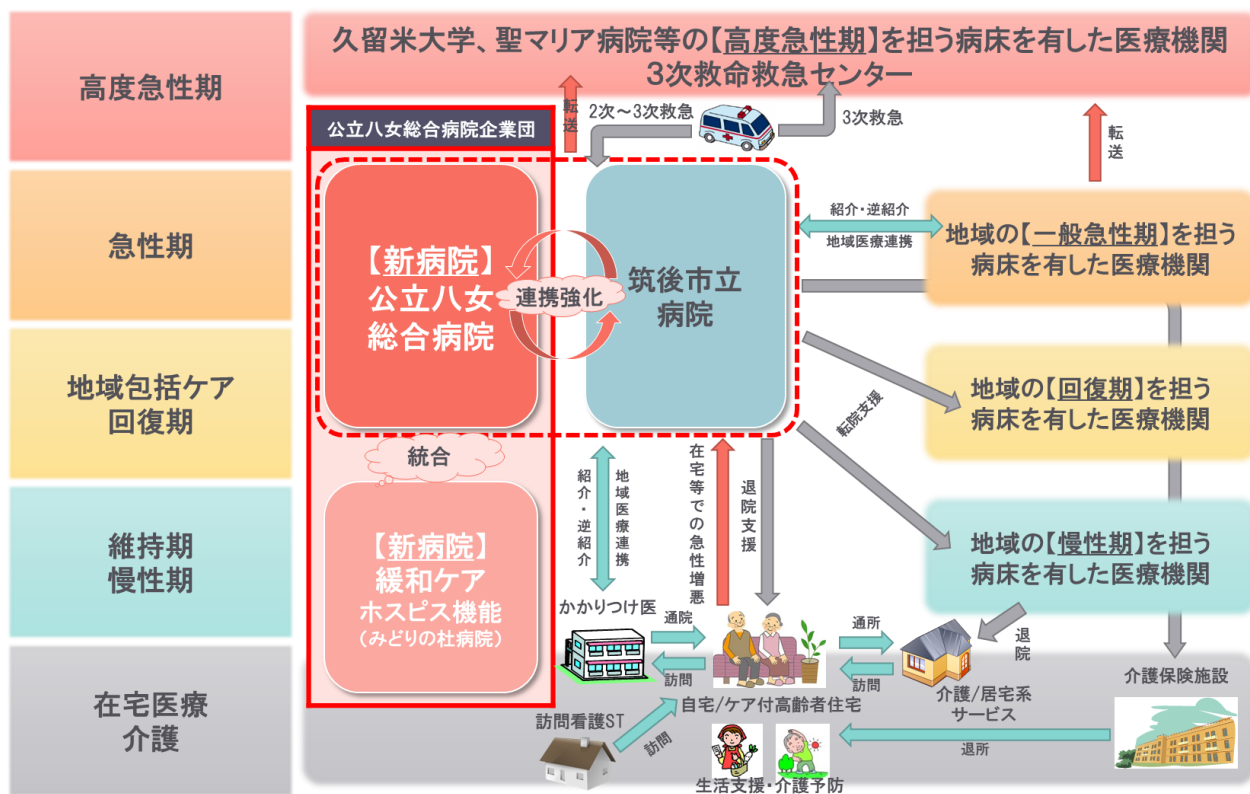 高度急性期
急性期
地域包括ケア
回復期
維持期
慢性期
在宅医療
介護
久留米大学、聖マリア病院等の【高度急性期】を担う病床を有した医療機関
3次救命救急センター
公立八女総合病院企業団
転送
2次～3次救急
3次救急
転送
【新病院】
公立八女
総合病院
連携強化
筑後市立
病院
紹介・逆紹介
地域医療連携
地域の【一般急性期】を担う
病床を有した医療機関
地域の【回復期】を担う
病床を有した医療機関
転院支援
地域の【慢性期】を担う
病床を有した医療機関
統合
【新病院】
緩和ケア
ホスピス機能
（みどりの杜病院）
紹介・逆紹介
地域医療連携
在宅等での急性増悪
退院支援
かかりつけ医
通院
訪問
通所
訪問
退院
自宅/ケア付高齢者住宅
介護/居宅系
サービス
介護保険施設
訪問看護ST
訪問
退所
生活支援・介護予防